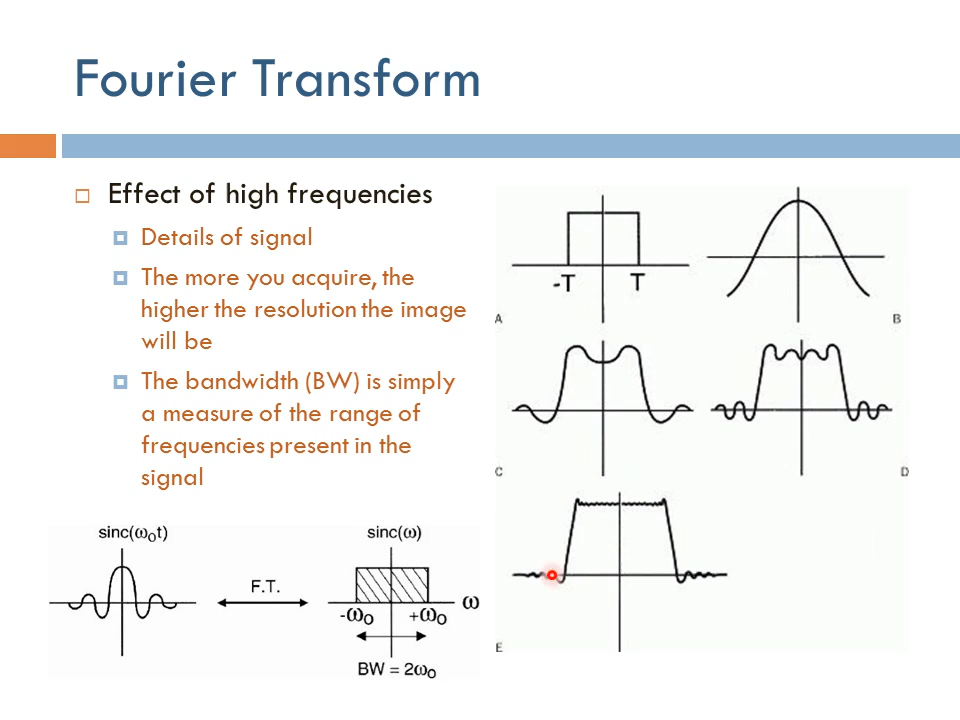 Fourier Transform
Effect of high frequencies
Details of signal
The more you acquire, the
higher the resolution the image
will be
The bandwidth (BW) is simply
a measure of the range of
frequencies present in the
signal
-T T
A
B
C
D
E
sinc(ω₀t)
F.T.
sinc(ω)
-ω₀ +ω₀ ω
BW = 2ω₀